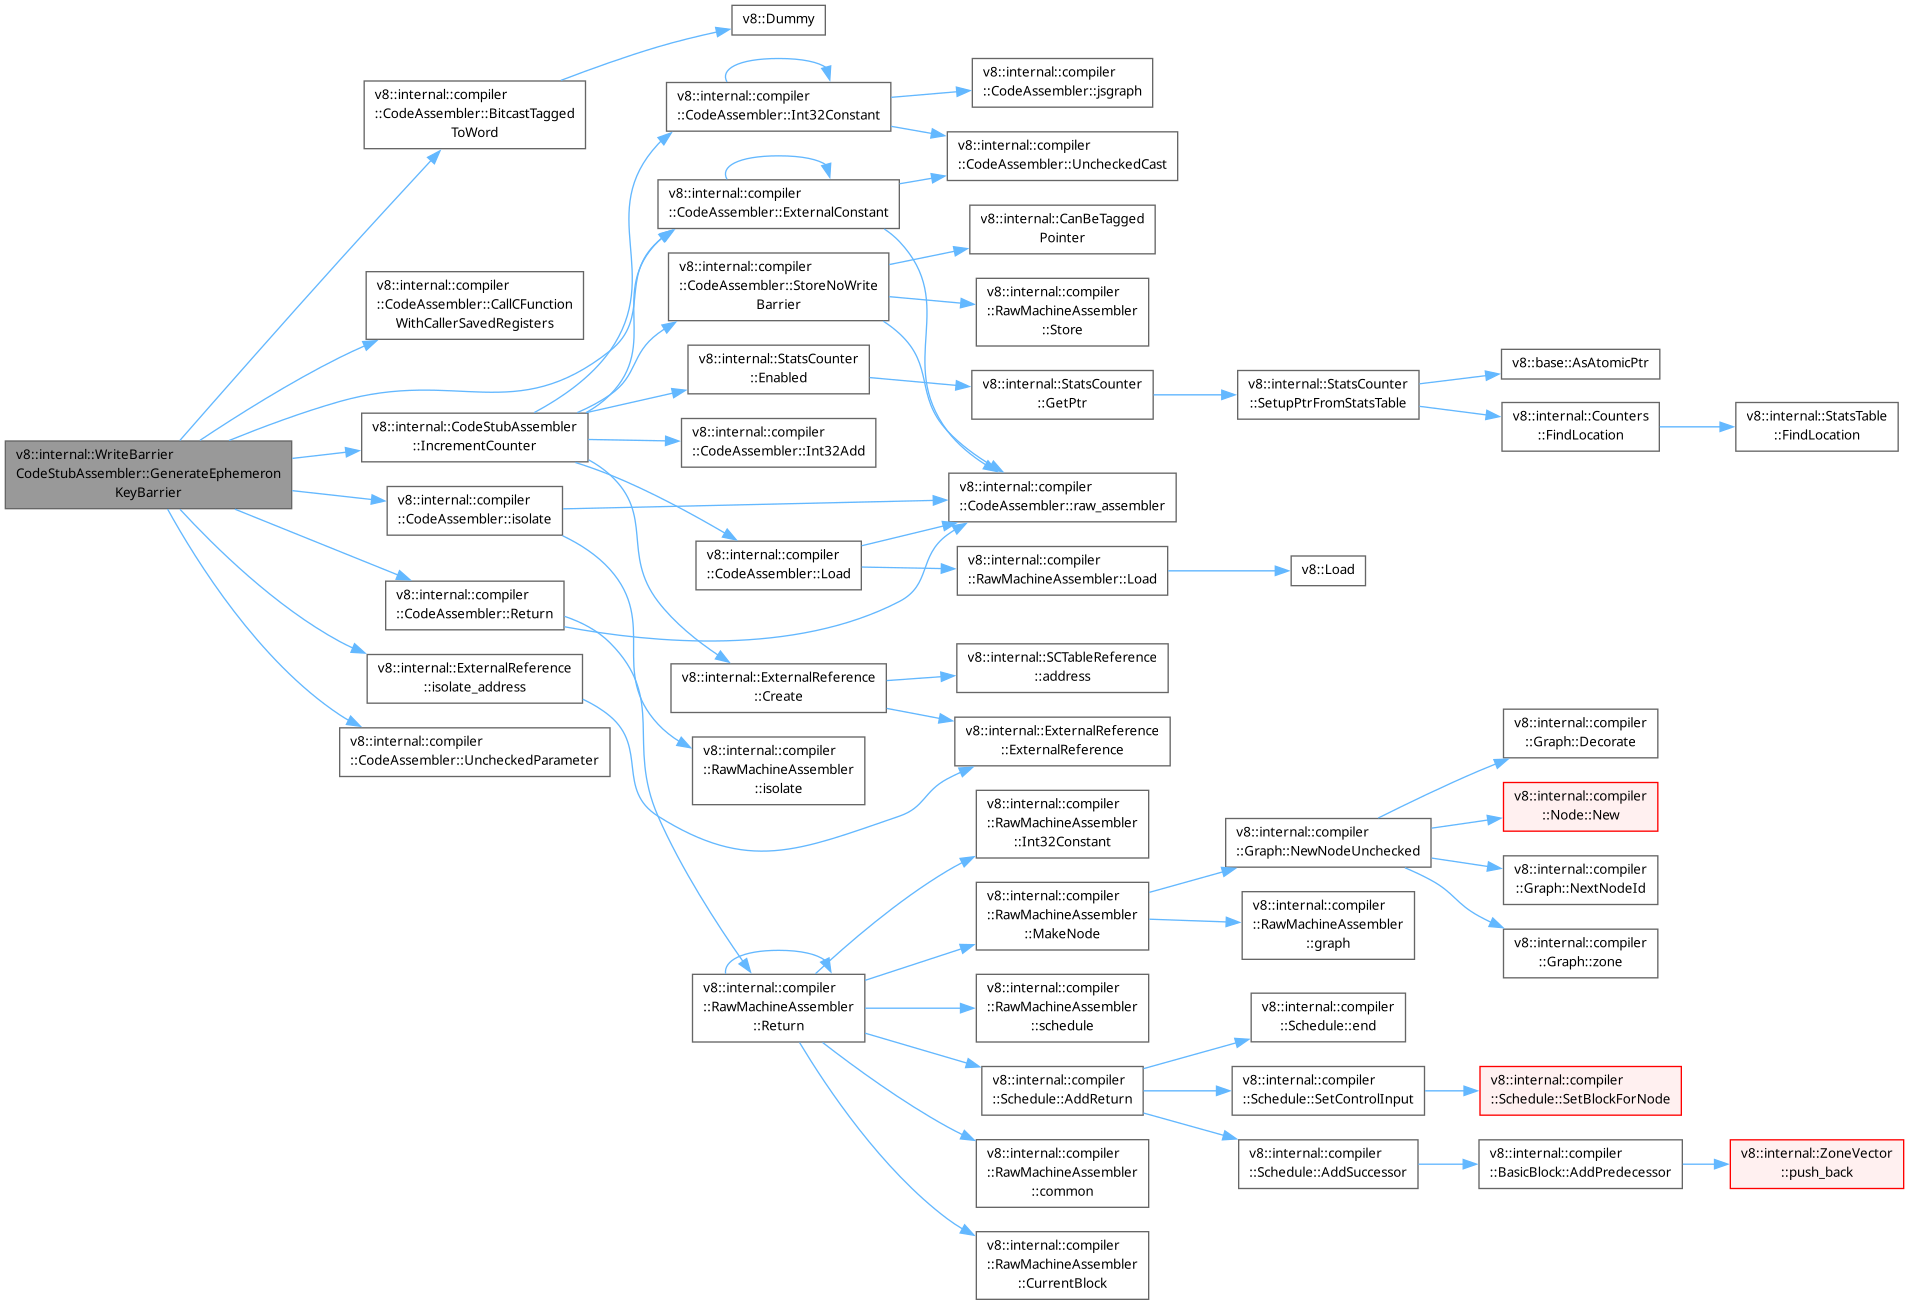 v8::Dummy
v8::internal::compiler
::CodeAssembler::BitcastTagged
ToWord
v8::internal::compiler
::CodeAssembler::Int32Constant
v8::internal::compiler
::CodeAssembler::jsgraph
v8::internal::compiler
::CodeAssembler::UncheckedCast
v8::internal::compiler
::CodeAssembler::ExternalConstant
v8::internal::CanBeTagged
Pointer
v8::internal::compiler
::CodeAssembler::StoreNoWrite
Barrier
v8::internal::compiler
::CodeAssembler::CallCFunction
WithCallerSavedRegisters
v8::internal::compiler
::RawMachineAssembler
::Store
v8::internal::StatsCounter
::Enabled
v8::internal::StatsCounter
::GetPtr
v8::internal::StatsCounter
::SetupPtrFromStatsTable
v8::base::AsAtomicPtr
v8::internal::Counters
::FindLocation
v8::internal::StatsTable
::FindLocation
v8::internal::CodeStubAssembler
::IncrementCounter
v8::internal::compiler
::CodeAssembler::Int32Add
v8::internal::WriteBarrier
CodeStubAssembler::GenerateEphemeron
KeyBarrier
v8::internal::compiler
::CodeAssembler::isolate
v8::internal::compiler
::CodeAssembler::raw_assembler
v8::internal::compiler
::CodeAssembler::Load
v8::internal::compiler
::RawMachineAssembler::Load
v8::Load
v8::internal::compiler
::CodeAssembler::Return
v8::internal::ExternalReference
::isolate_address
v8::internal::ExternalReference
::Create
v8::internal::SCTableReference
::address
v8::internal::ExternalReference
::ExternalReference
v8::internal::compiler
::CodeAssembler::UncheckedParameter
v8::internal::compiler
::RawMachineAssembler
::isolate
v8::internal::compiler
::RawMachineAssembler
::Int32Constant
v8::internal::compiler
::Graph::Decorate
v8::internal::compiler
::Node::New
v8::internal::compiler
::Graph::NewNodeUnchecked
v8::internal::compiler
::Graph::NextNodeId
v8::internal::compiler
::RawMachineAssembler
::MakeNode
v8::internal::compiler
::RawMachineAssembler
::graph
v8::internal::compiler
::Graph::zone
v8::internal::compiler
::RawMachineAssembler
::Return
v8::internal::compiler
::RawMachineAssembler
::schedule
v8::internal::compiler
::Schedule::end
v8::internal::compiler
::Schedule::AddReturn
v8::internal::compiler
::Schedule::SetControlInput
v8::internal::compiler
::Schedule::SetBlockForNode
v8::internal::compiler
::Schedule::AddSuccessor
v8::internal::compiler
::BasicBlock::AddPredecessor
v8::internal::ZoneVector
::push_back
v8::internal::compiler
::RawMachineAssembler
::common
v8::internal::compiler
::RawMachineAssembler
::CurrentBlock